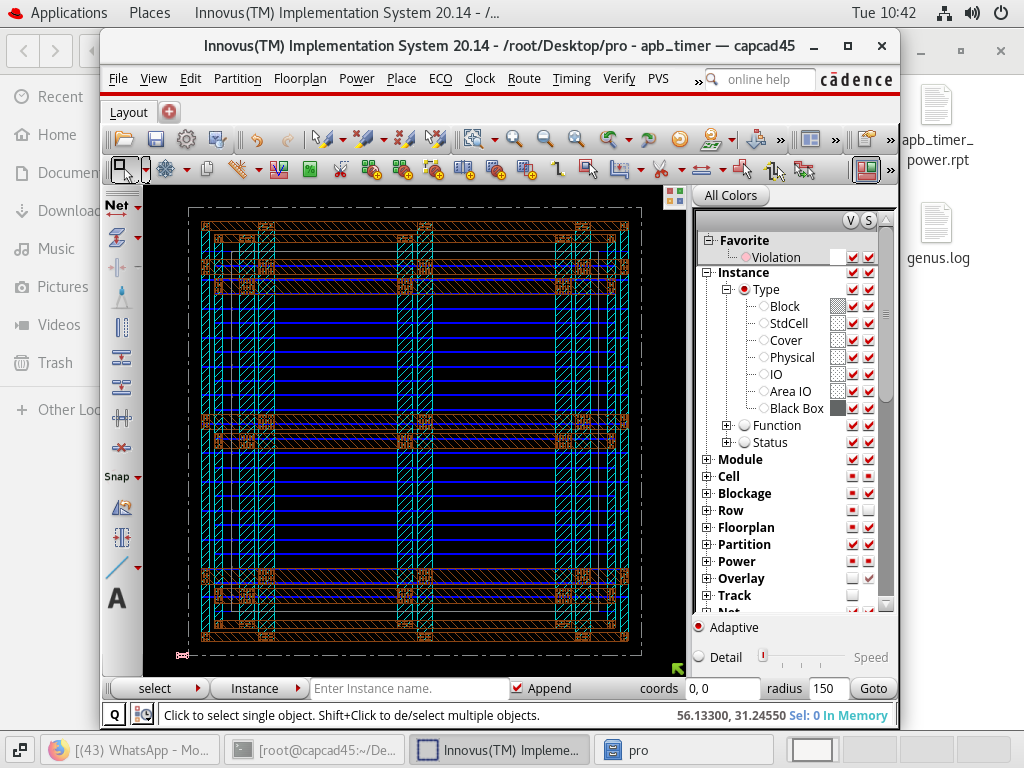 Applications Places Innovus(TM) Implementation System 20.14 - /... Tue 10:42
Innovus(TM) Implementation System 20.14 - /root/Desktop/pro - apb_timer — capcad45
File View Edit Partition Floorplan Power Place ECO Clock Route Timing Verify PVS » online help cādence
Layout
Recent
Home
Documen
Download
Music
Pictures
Videos
Trash
Other Loc
Net
Snap
A
All Colors
V S
Favorite
Violation
Instance
Type
Block
StdCell
Cover
Physical
IO
Area IO
Black Box
Function
Status
Module
Cell
Blockage
Row
Floorplan
Partition
Power
Overlay
Track
Net
Adaptive
Detail Speed
apb_timer_
power.rpt
genus.log
select Instance Enter Instance name. Append coords 0, 0 radius 150 Goto
Q Click to select single object. Shift+Click to de/select multiple objects. 56.13300, 31.24550 Sel: 0 In Memory
[(43) WhatsApp - Mo... [root@capcad45:~/De... Innovus(TM) Impleme... pro